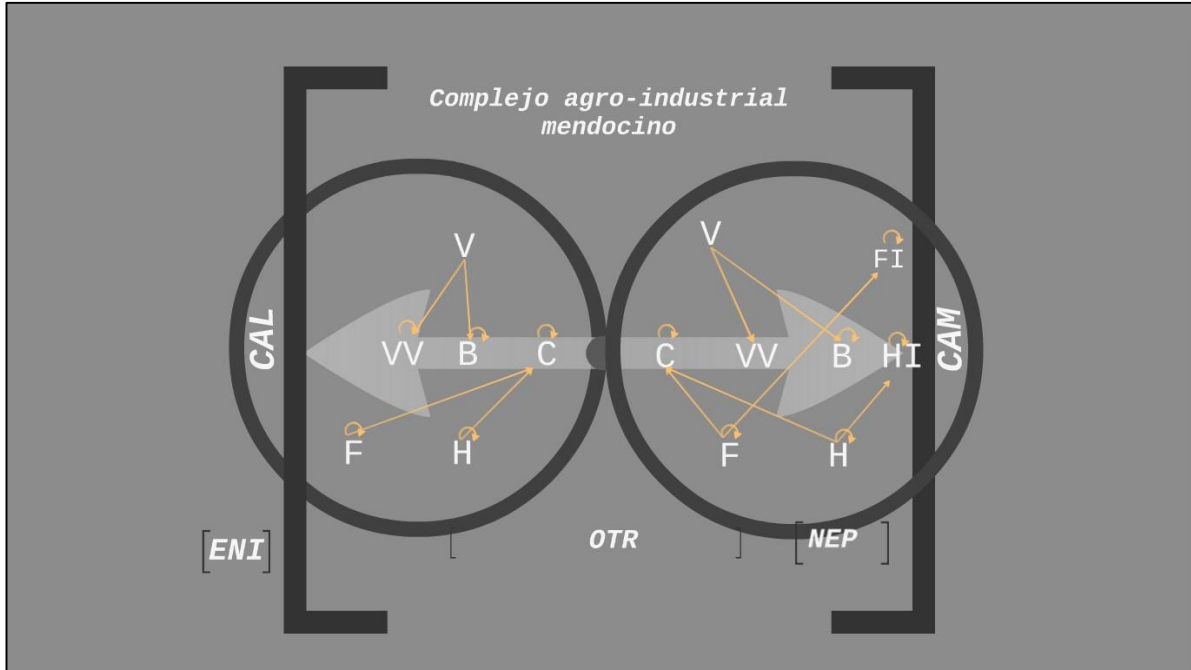 Complejo agro-industrial
mendocino
V
V
FI
CAL
VV B C
C VV B HI
CAM
F H
F H
[ENI]
[ OTR ]
[NEP ]